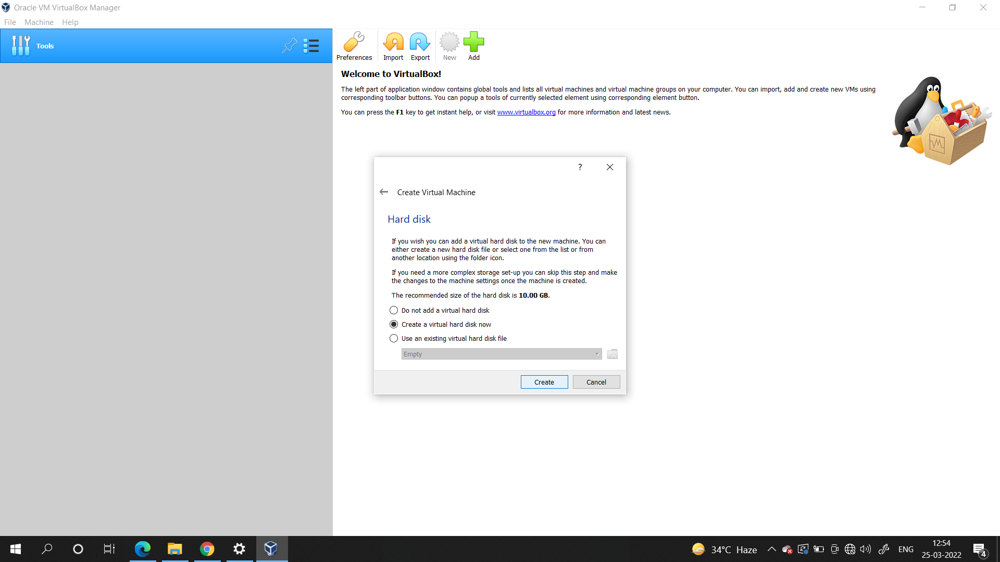 Oracle VM VirtualBox Manager
File Machine Help
Tools
Preferences Import Export New Add
Welcome to VirtualBox!
The left part of application window contains global tools and lists all virtual machines and virtual machine groups on your computer. You can import, add and create new VMs using
corresponding toolbar buttons. You can popup a tools of currently selected element using corresponding element button.
You can press the F1 key to get instant help, or visit www.virtualbox.org for more information and latest news.
?
Create Virtual Machine
Hard disk
If you wish you can add a virtual hard disk to the new machine. You can
either create a new hard disk file or select one from the list or from
another location using the folder icon.
If you need a more complex storage set-up you can skip this step and make
the changes to the machine settings once the machine is created.
The recommended size of the hard disk is 10.00 GB.
Do not add a virtual hard disk
Create a virtual hard disk now
Use an existing virtual hard disk file
Empty
Create Cancel
34°C Haze
ENG
12:54
25-03-2022
4